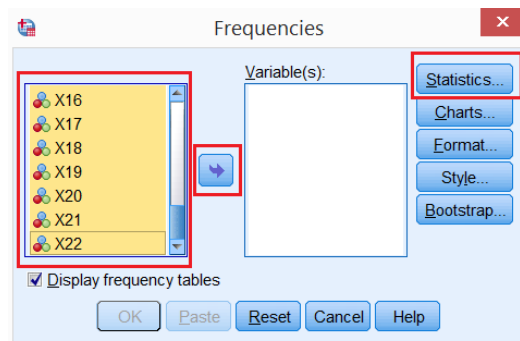 Frequencies
X16
X17
X18
X19
X20
X21
X22
Variable(s):
Statistics...
Charts...
Format...
Style...
Bootstrap...
Display frequency tables
OK Paste Reset Cancel Help